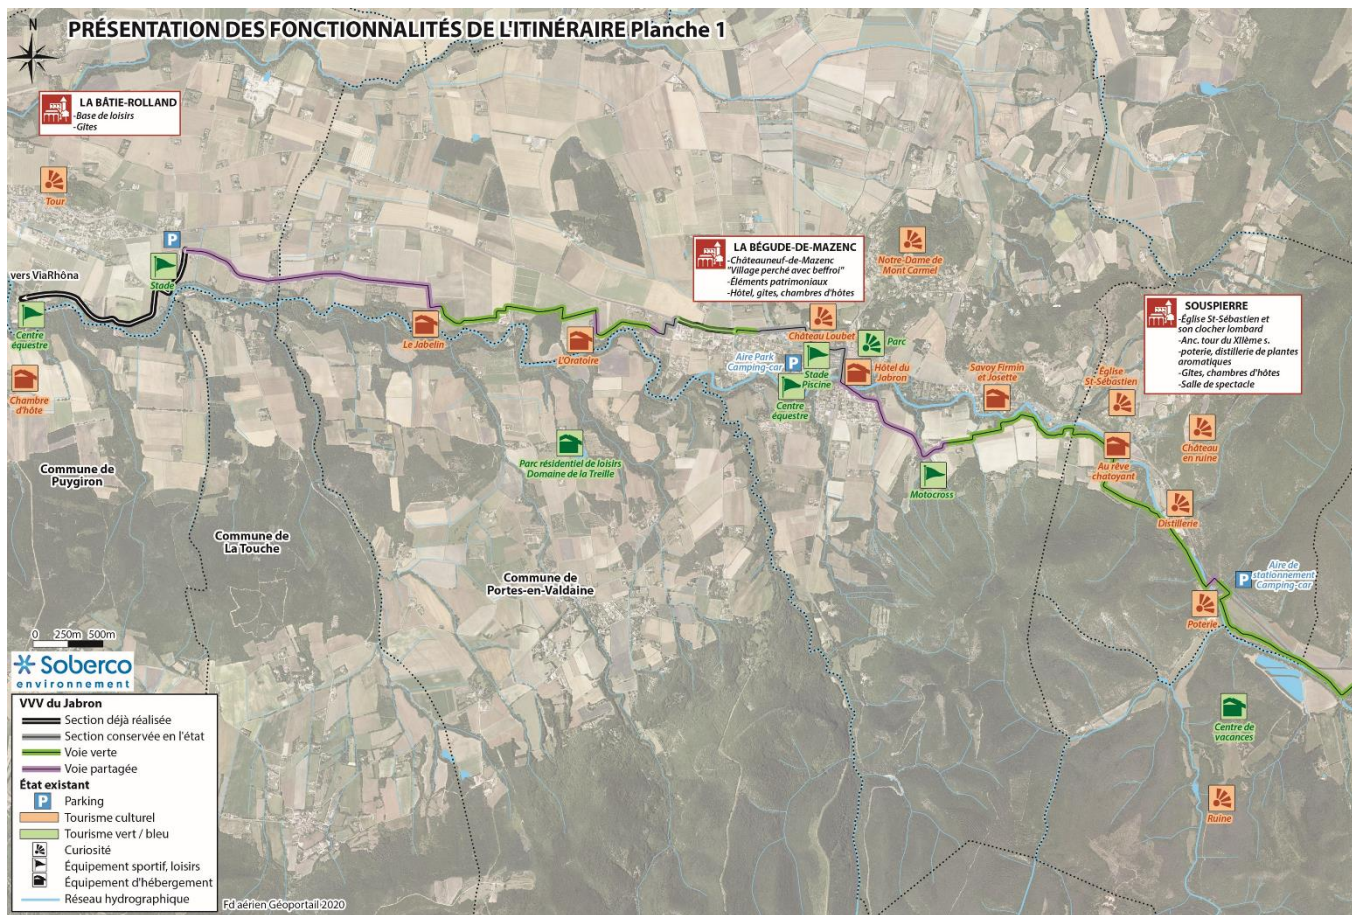 PRÉSENTATION DES FONCTIONNALITÉS DE L'ITINÉRAIRE Planche 1
N
LA BÂTIE-ROLLAND
-Base de loisirs
-Gîtes
Tour
P
vers ViaRhôna
Stade
Centre
équestre
Chambre
d'hôte
Le Jabelin
L'Oratoire
LA BÉGUDE-DE-MAZENC
-Châteauneuf-de-Mazenc
"Village perché avec beffroi"
-Éléments patrimoniaux
-Hôtel, gîtes, chambres d'hôtes
Notre-Dame de
Mont Carmel
SOUSPIERRE
-Église St-Sébastien et
son clocher lombard
-Anc. tour du XIIème s.
-poterie, distillerie de plantes
aromatiques
-Gîtes, chambres d'hôtes
-Salle de spectacle
Château Loubet
Parc
Aire Park
Camping-car
P
Stade
Piscine
Hôtel du
Jabron
Centre
équestre
Savoy Firmin
et Josette
Église
St-Sébastien
Château
en ruine
Au rêve
chatoyant
Motocross
Parc résidentiel de loisirs
Domaine de la Treille
Distillerie
Commune de
Puygiron
Commune de
La Touche
Commune de
Portes-en-Valdaine
P
Aire de
stationnement
Camping-car
Poterie
Centre de
vacances
Ruine
0 250m 500m
Soberco
environnement
VVV du Jabron
Section déjà réalisée
Section conservée en l'état
Voie verte
Voie partagée
État existant
P Parking
Tourisme culturel
Tourisme vert / bleu
Curiosité
Équipement sportif, loisirs
Équipement d'hébergement
Réseau hydrographique
Fd aérien Géoportail 2020